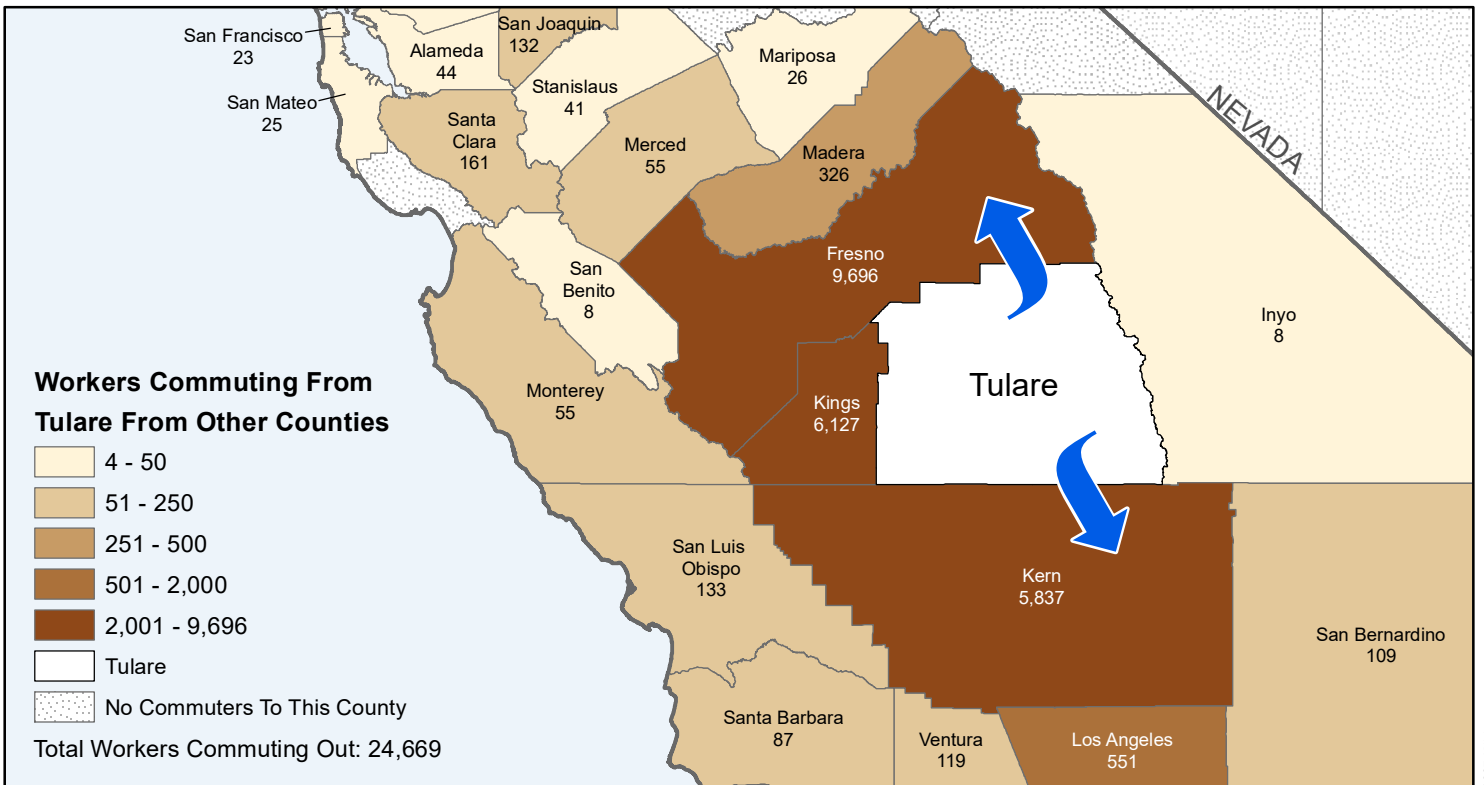 San Francisco
23
San Mateo
25
Alameda
44
San Joaquin
132
Stanislaus
41
Santa
Clara
161
Merced
55
Mariposa
26
Madera
326
NEVADA
Fresno
9,696
San
Benito
8
Inyo
8
Monterey
55
Kings
6,127
Tulare
San Luis
Obispo
133
Kern
5,837
San Bernardino
109
Santa Barbara
87
Ventura
119
Los Angeles
551
Workers Commuting From
Tulare From Other Counties
4 - 50
51 - 250
251 - 500
501 - 2,000
2,001 - 9,696
Tulare
No Commuters To This County
Total Workers Commuting Out: 24,669